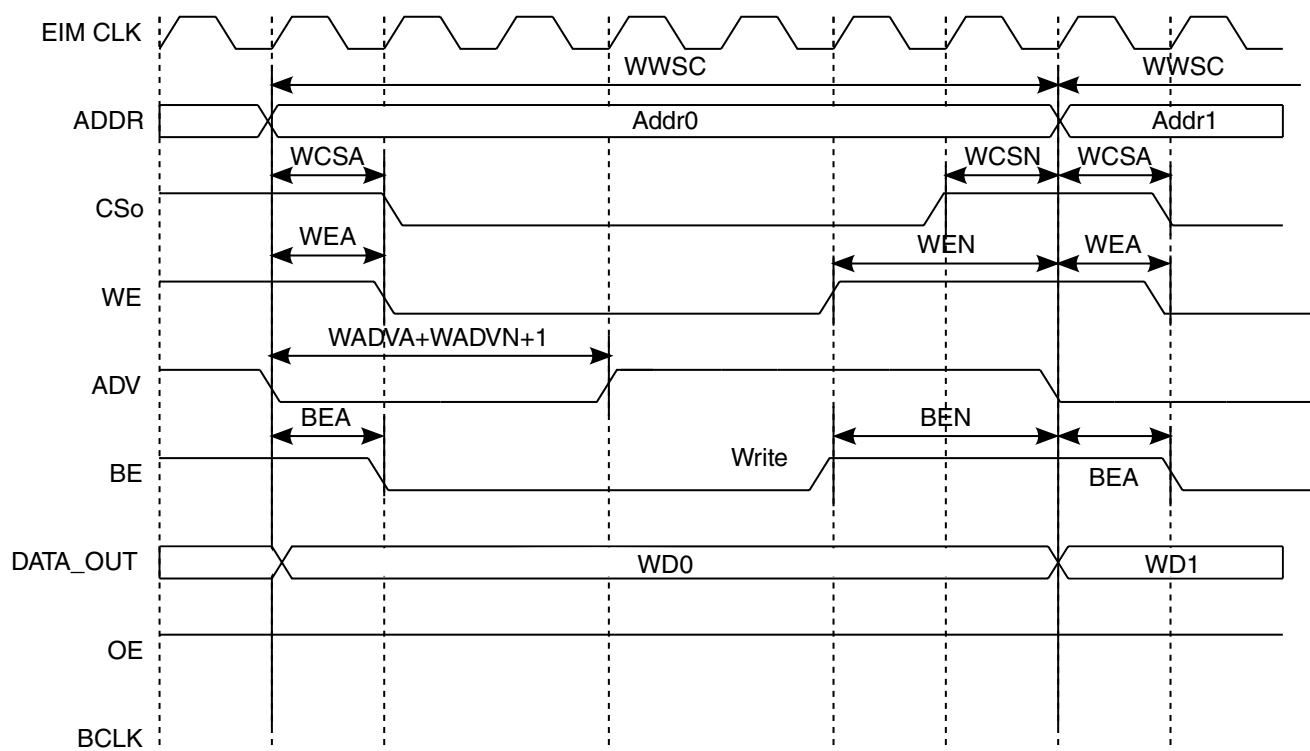 EIM CLK
WWSC WWSC
ADDR Addr0 Addr1
WCSA WCSN WCSA
CSo
WEA WEN WEA
WE
WADVA+WADVN+1
ADV
BEA BEN
BE Write BEA
DATA_OUT WD0 WD1
OE
BCLK